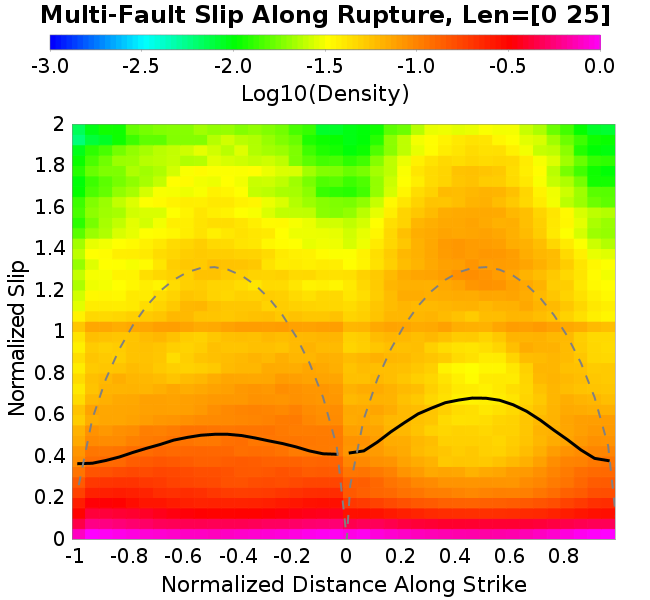 Multi-Fault Slip Along Rupture, Len=[0 25]
-3.0 -2.5 -2.0 -1.5 -1.0 -0.5 0.0
Log10(Density)
2
1.8
1.6
1.4
1.2
1
0.8
0.6
0.4
0.2
0
Normalized Slip
-1 -0.8 -0.6 -0.4 -0.2 0 0.2 0.4 0.6 0.8
Normalized Distance Along Strike